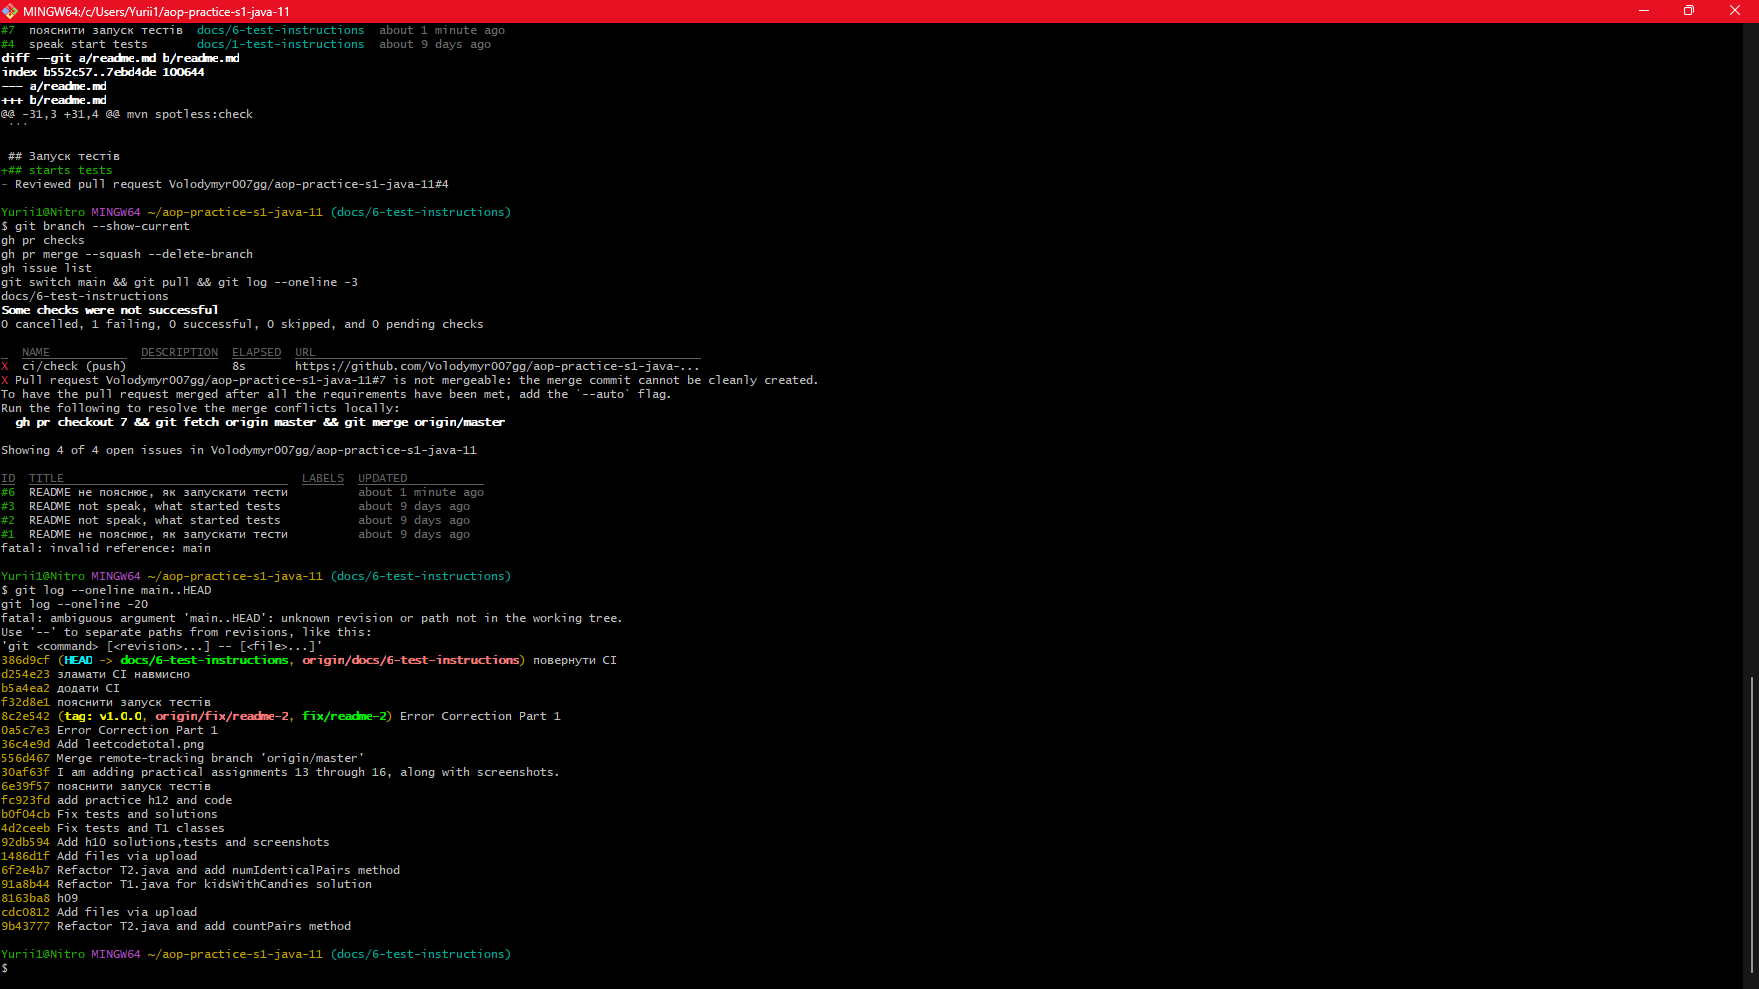 MINGW64:/c/Users/Yurii1/aop-practice-s1-java-11
#7  пояснити запуск тестів  docs/6-test-instructions  about 1 minute ago
#4  speak start tests       docs/1-test-instructions  about 9 days ago
diff --git a/readme.md b/readme.md
index b552c57..7ebd4de 100644
--- a/readme.md
+++ b/readme.md
@@ -31,3 +31,4 @@ mvn spotless:check
 ```
 ## Запуск тестів
+## starts tests
- Reviewed pull request Volodymyr007gg/aop-practice-s1-java-11#4
Yurii1@Nitro MINGW64 ~/aop-practice-s1-java-11 (docs/6-test-instructions)
$ git branch --show-current
gh pr checks
gh pr merge --squash --delete-branch
gh issue list
git switch main && git pull && git log --oneline -3
docs/6-test-instructions
Some checks were not successful
0 cancelled, 1 failing, 0 successful, 0 skipped, and 0 pending checks
_  NAME  DESCRIPTION  ELAPSED  URL
X  ci/check (push)  8s  https://github.com/Volodymyr007gg/aop-practice-s1-java-...
X Pull request Volodymyr007gg/aop-practice-s1-java-11#7 is not mergeable: the merge commit cannot be cleanly created.
To have the pull request merged after all the requirements have been met, add the `--auto` flag.
Run the following to resolve the merge conflicts locally:
  gh pr checkout 7 && git fetch origin master && git merge origin/master
Showing 4 of 4 open issues in Volodymyr007gg/aop-practice-s1-java-11
ID  TITLE  LABELS  UPDATED
#6  README не пояснює, як запускати тести  about 1 minute ago
#3  README not speak, what started tests  about 9 days ago
#2  README not speak, what started tests  about 9 days ago
#1  README не пояснює, як запускати тести  about 9 days ago
fatal: invalid reference: main
Yurii1@Nitro MINGW64 ~/aop-practice-s1-java-11 (docs/6-test-instructions)
$ git log --oneline main..HEAD
git log --oneline -20
fatal: ambiguous argument 'main..HEAD': unknown revision or path not in the working tree.
Use '--' to separate paths from revisions, like this:
'git <command> [<revision>...] -- [<file>...]'
386d9cf (HEAD -> docs/6-test-instructions, origin/docs/6-test-instructions) повернути CI
d254e23 зламати CI навмисно
b5a4ea2 додати CI
f32d8e1 пояснити запуск тестів
8c2e542 (tag: v1.0.0, origin/fix/readme-2, fix/readme-2) Error Correction Part 1
0a5c7e3 Error Correction Part 1
36c4e9d Add leetcodetotal.png
556d467 Merge remote-tracking branch 'origin/master'
30af63f I am adding practical assignments 13 through 16, along with screenshots.
6e39f57 пояснити запуск тестів
fc923fd add practice h12 and code
b0f04cb Fix tests and solutions
4d2ceeb Fix tests and T1 classes
92db594 Add h10 solutions,tests and screenshots
1486d1f Add files via upload
6f2e4b7 Refactor T2.java and add numIdenticalPairs method
91a8b44 Refactor T1.java for kidsWithCandies solution
8163ba8 h09
cdc0812 Add files via upload
9b43777 Refactor T2.java and add countPairs method
Yurii1@Nitro MINGW64 ~/aop-practice-s1-java-11 (docs/6-test-instructions)
$